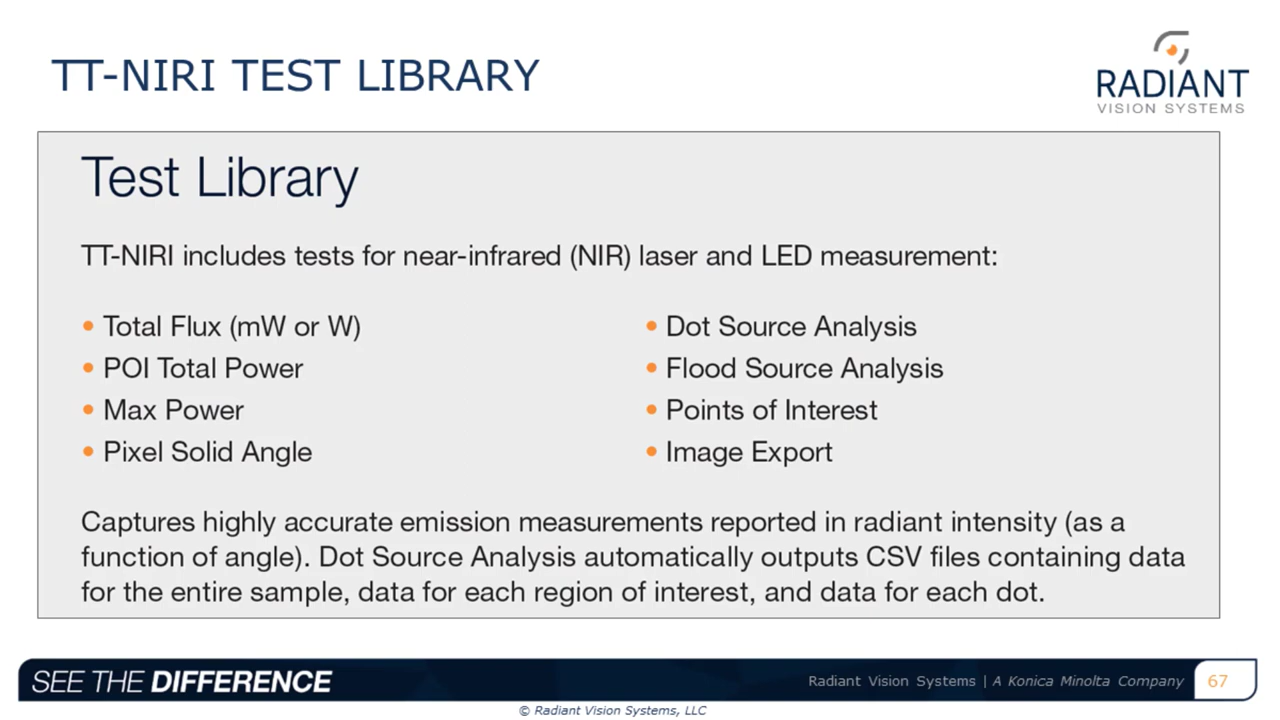 TT-NIRI TEST LIBRARY
RADIANT
VISION SYSTEMS
Test Library
TT-NIRI includes tests for near-infrared (NIR) laser and LED measurement:
• Total Flux (mW or W)
• POI Total Power
• Max Power
• Pixel Solid Angle
• Dot Source Analysis
• Flood Source Analysis
• Points of Interest
• Image Export
Captures highly accurate emission measurements reported in radiant intensity (as a
function of angle). Dot Source Analysis automatically outputs CSV files containing data
for the entire sample, data for each region of interest, and data for each dot.
SEE THE DIFFERENCE
Radiant Vision Systems | A Konica Minolta Company
67
© Radiant Vision Systems, LLC